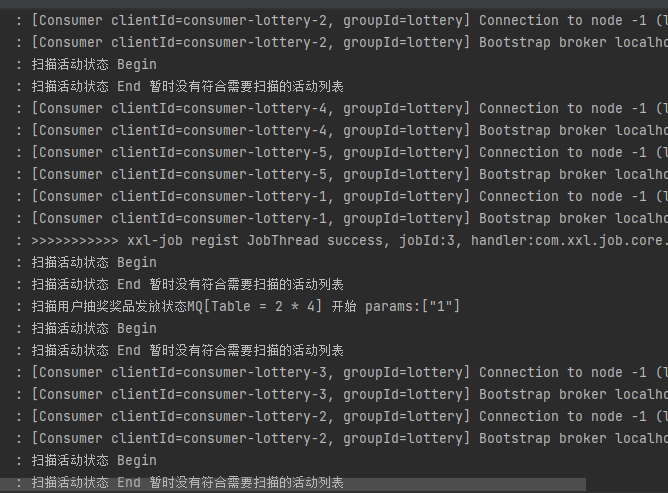 : [Consumer clientId=consumer-lottery-2, groupId=lottery] Connection to node -1 (
: [Consumer clientId=consumer-lottery-2, groupId=lottery] Bootstrap broker localho
: 扫描活动状态 Begin
: 扫描活动状态 End 暂时没有符合需要扫描的活动列表
: [Consumer clientId=consumer-lottery-4, groupId=lottery] Connection to node -1 (
: [Consumer clientId=consumer-lottery-4, groupId=lottery] Bootstrap broker localho
: [Consumer clientId=consumer-lottery-5, groupId=lottery] Connection to node -1 (
: [Consumer clientId=consumer-lottery-5, groupId=lottery] Bootstrap broker localho
: [Consumer clientId=consumer-lottery-1, groupId=lottery] Connection to node -1 (
: [Consumer clientId=consumer-lottery-1, groupId=lottery] Bootstrap broker localho
: >>>>>>>>>>> xxl-job regist JobThread success, jobId:3, handler:com.xxl.job.core.
: 扫描活动状态 Begin
: 扫描活动状态 End 暂时没有符合需要扫描的活动列表
: 扫描用户抽奖奖品发放状态MQ[Table = 2 * 4] 开始 params:["1"]
: 扫描活动状态 Begin
: 扫描活动状态 End 暂时没有符合需要扫描的活动列表
: [Consumer clientId=consumer-lottery-3, groupId=lottery] Connection to node -1 (
: [Consumer clientId=consumer-lottery-3, groupId=lottery] Bootstrap broker localho
: [Consumer clientId=consumer-lottery-2, groupId=lottery] Connection to node -1 (
: [Consumer clientId=consumer-lottery-2, groupId=lottery] Bootstrap broker localho
: 扫描活动状态 Begin
: 扫描活动状态 End 暂时没有符合需要扫描的活动列表